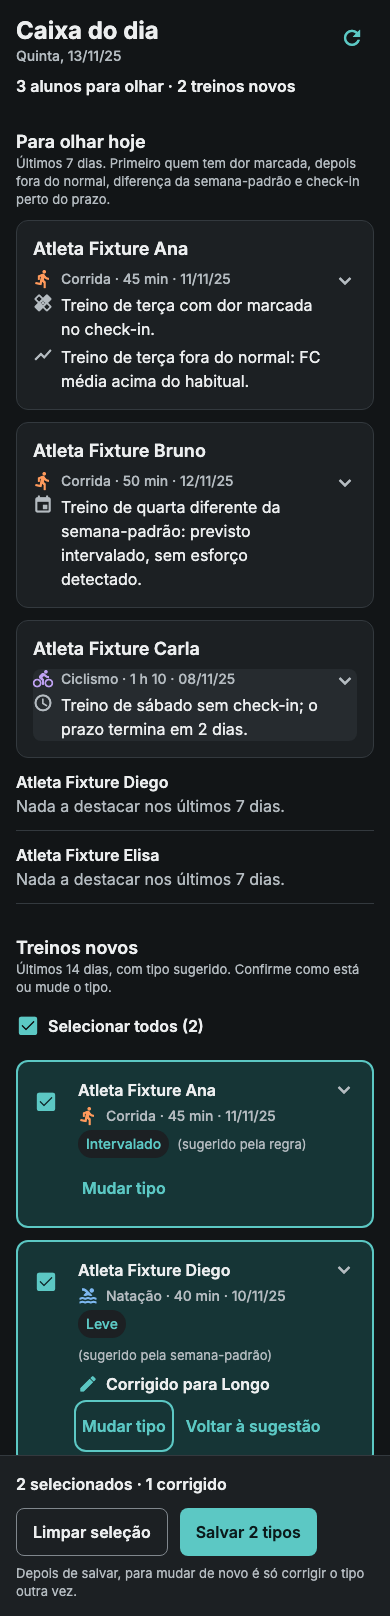 Caixa do dia
Quinta, 13/11/25
3 alunos para olhar · 2 treinos novos
Para olhar hoje
Últimos 7 dias. Primeiro quem tem dor marcada, depois
fora do normal, diferença da semana-padrão e check-in
perto do prazo.
Atleta Fixture Ana
Corrida · 45 min · 11/11/25
Treino de terça com dor marcada
no check-in.
Treino de terça fora do normal: FC
média acima do habitual.
Atleta Fixture Bruno
Corrida · 50 min · 12/11/25
Treino de quarta diferente da
semana-padrão: previsto
intervalado, sem esforço
detectado.
Atleta Fixture Carla
Ciclismo · 1 h 10 · 08/11/25
Treino de sábado sem check-in; o
prazo termina em 2 dias.
Atleta Fixture Diego
Nada a destacar nos últimos 7 dias.
Atleta Fixture Elisa
Nada a destacar nos últimos 7 dias.
Treinos novos
Últimos 14 dias, com tipo sugerido. Confirme como está
ou mude o tipo.
Selecionar todos (2)
Atleta Fixture Ana
Corrida · 45 min · 11/11/25
Intervalado (sugerido pela regra)
Mudar tipo
Atleta Fixture Diego
Natação · 40 min · 10/11/25
Leve
(sugerido pela semana-padrão)
Corrigido para Longo
Mudar tipo Voltar à sugestão
2 selecionados · 1 corrigido
Limpar seleção Salvar 2 tipos
Depois de salvar, para mudar de novo é só corrigir o tipo
outra vez.